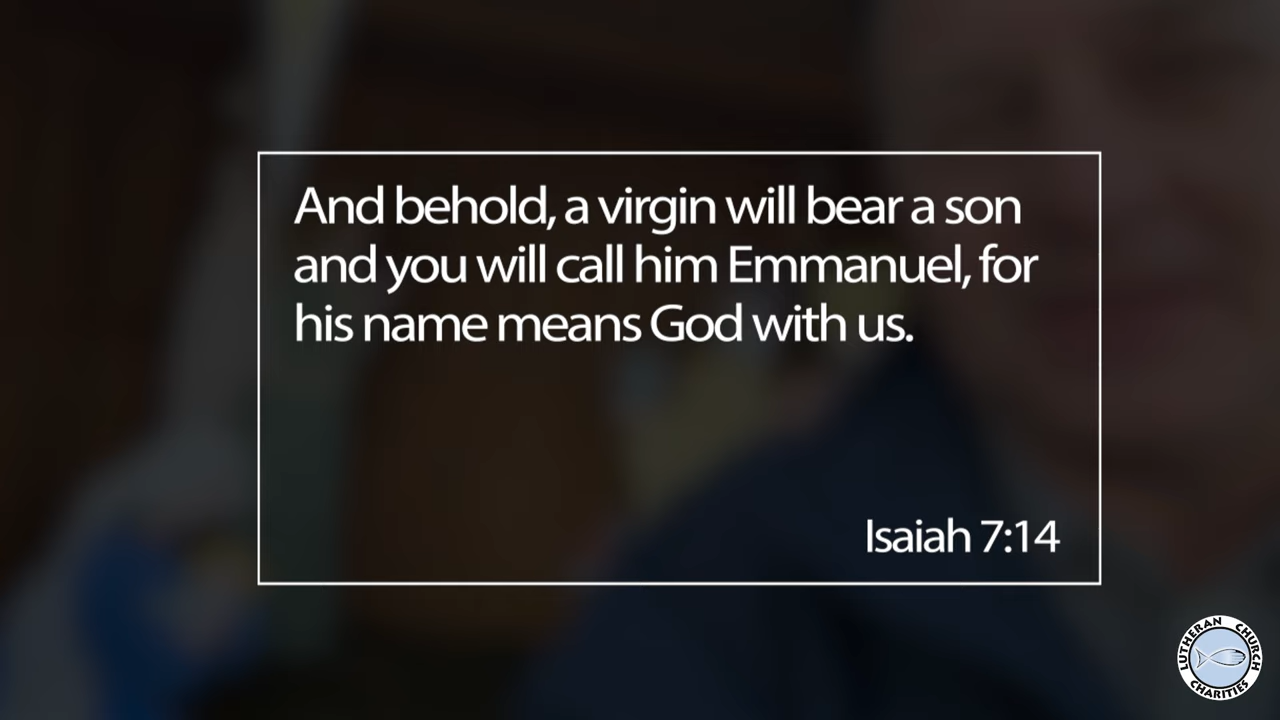 And behold, a virgin will bear a son
and you will call him Emmanuel, for
his name means God with us.
Isaiah 7:14
LUTHERAN CHURCH
CHARITIES